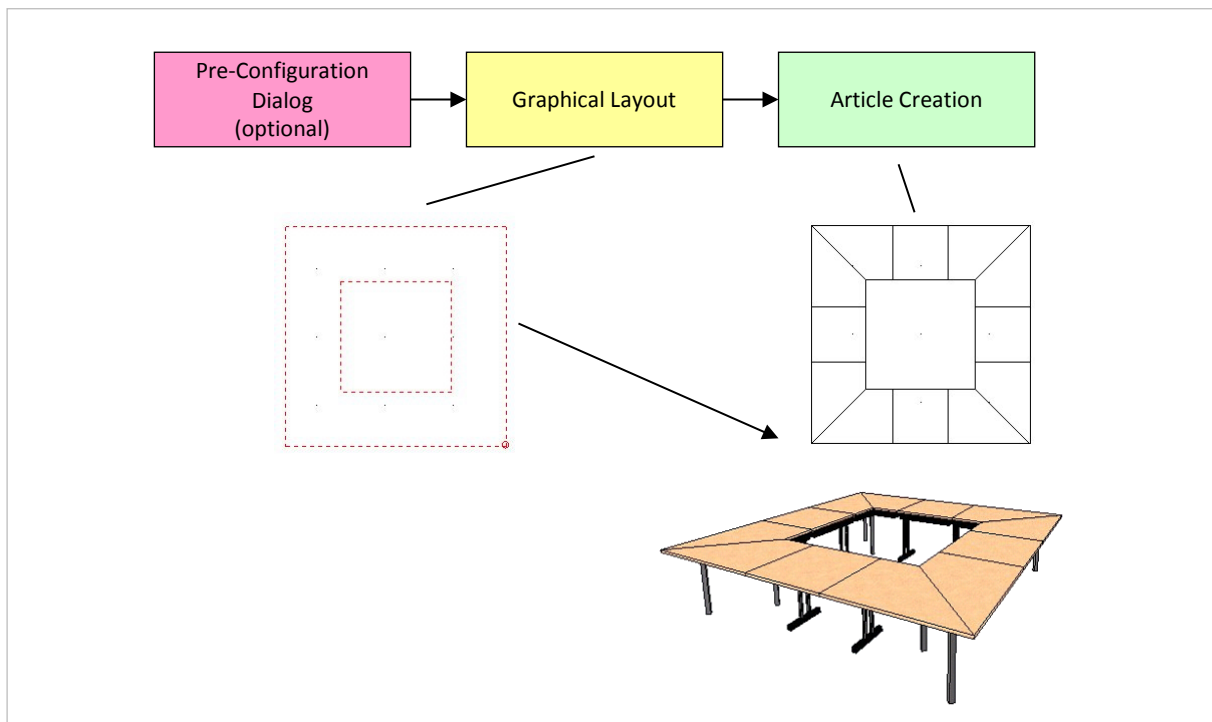 Pre-Configuration
Dialog
(optional)
Graphical Layout
Article Creation